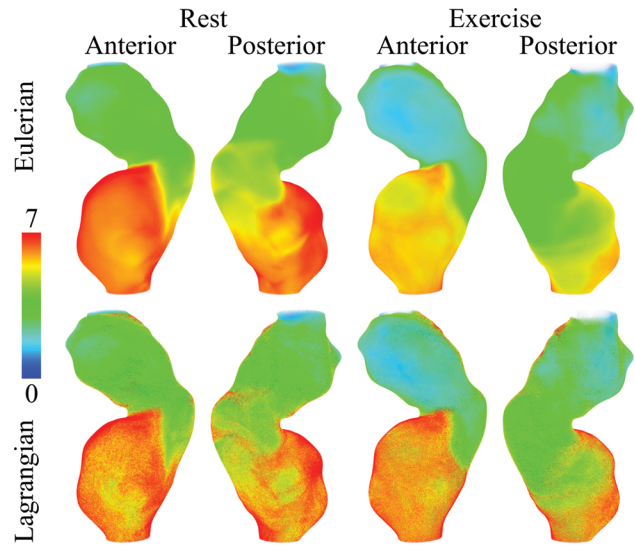 Rest Exercise
Anterior Posterior Anterior Posterior
Eulerian
7
0
Lagrangian